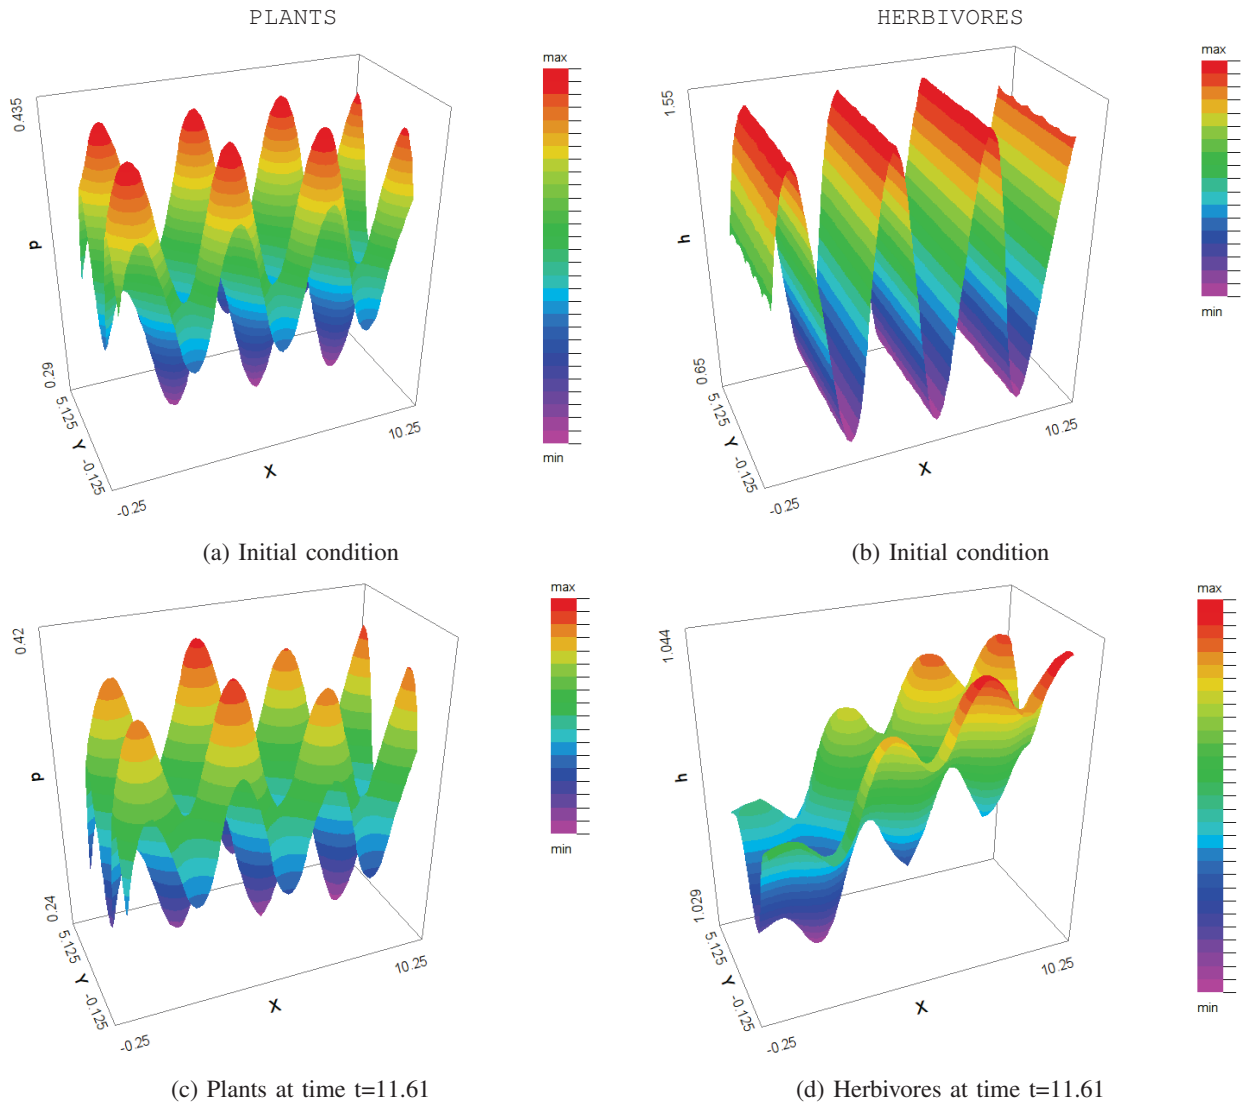 PLANTS
HERBIVORES
max
min
0.435
p
0.29
5.125
Y
-0.125
-0.25
X
10.25
max
min
1.55
h
0.65
5.125
Y
-0.125
-0.25
X
10.25
(a) Initial condition
(b) Initial condition
max
min
0.42
p
0.24
5.125
Y
-0.125
-0.25
X
10.25
max
min
1.044
h
1.029
5.125
Y
-0.125
-0.25
X
10.25
(c) Plants at time t=11.61
(d) Herbivores at time t=11.61